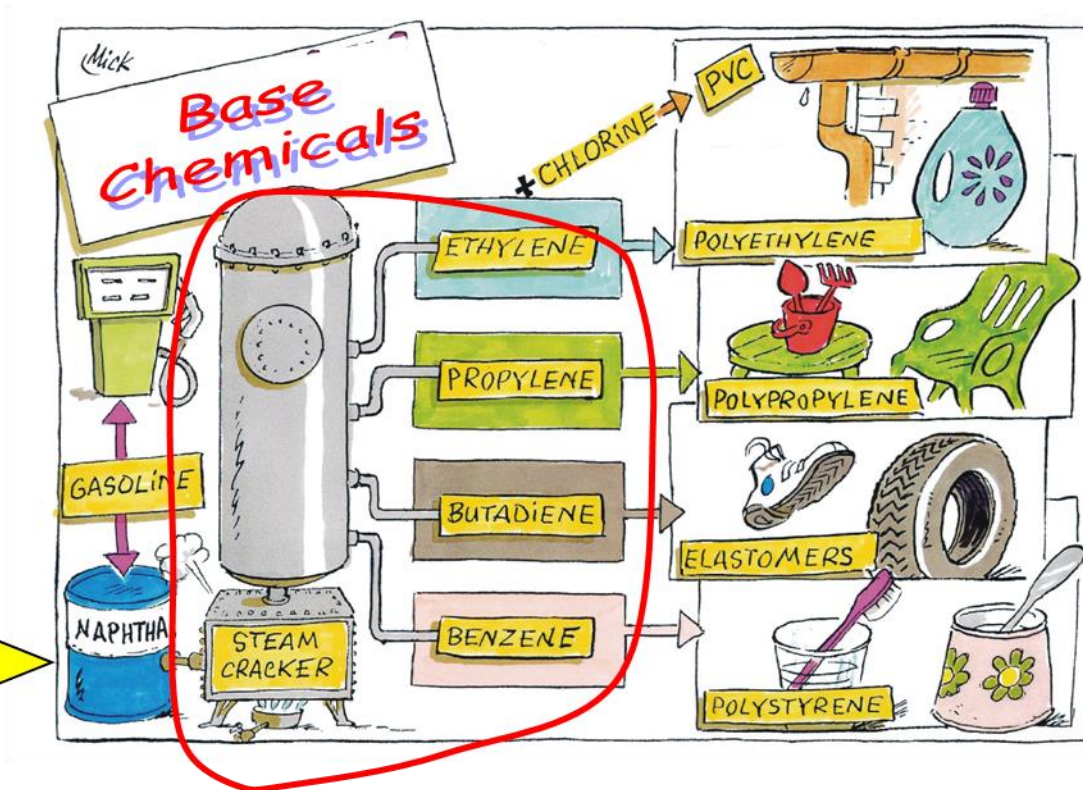 Mick
Base
Chemicals
+ CHLORINE
PVC
ETHYLENE
POLYETHYLENE
PROPYLENE
POLYPROPYLENE
GASOLINE
BUTADIENE
ELASTOMERS
NAPHTHA
STEAM
CRACKER
BENZENE
POLYSTYRENE